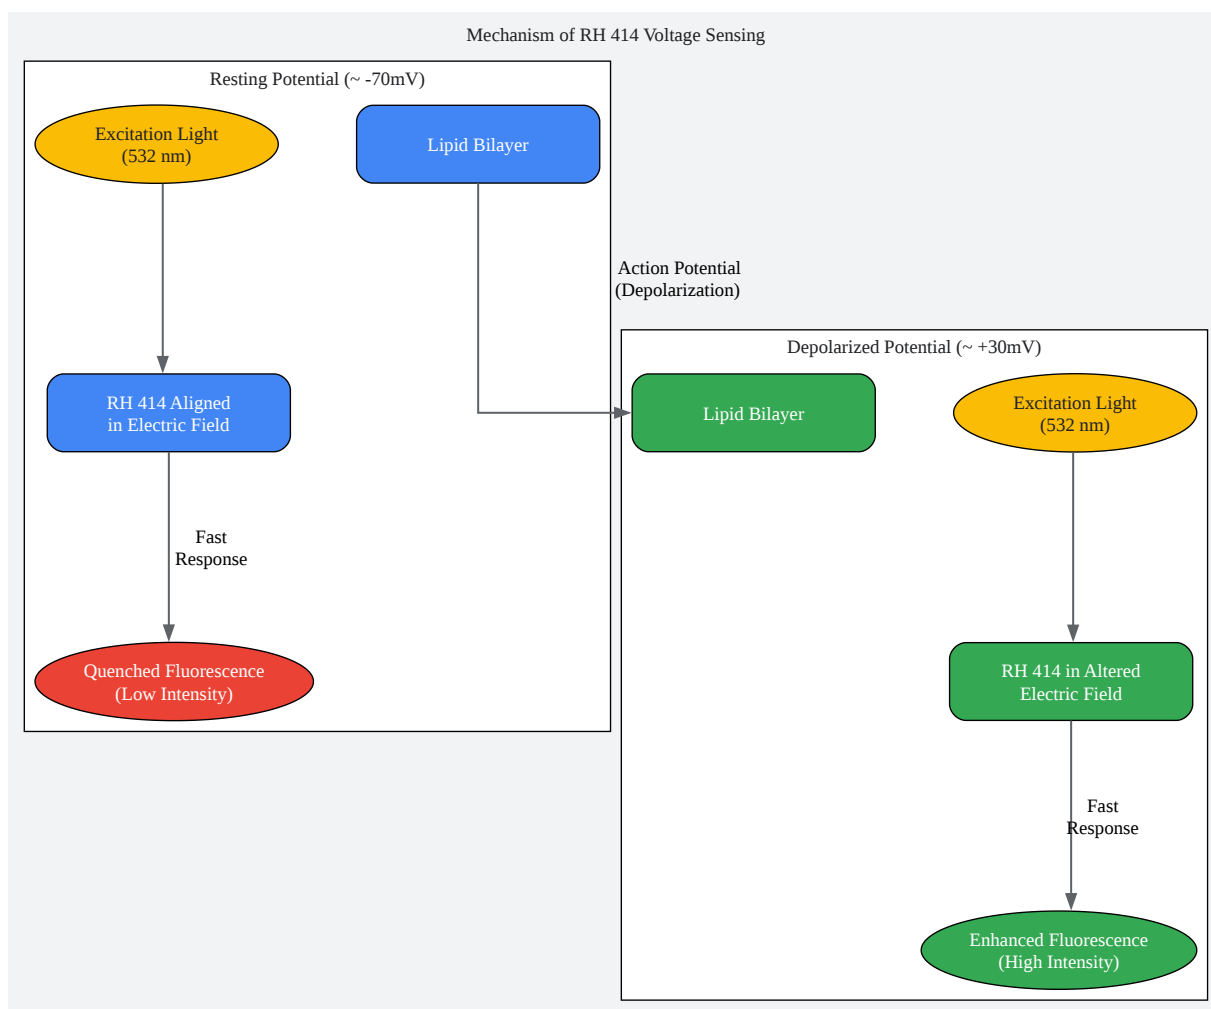 Mechanism of RH 414 Voltage Sensing
Resting Potential (~ -70mV)
Excitation Light
(532 nm)
Lipid Bilayer
Action Potential
(Depolarization)
RH 414 Aligned
in Electric Field
Fast
Response
Quenched Fluorescence
(Low Intensity)
Depolarized Potential (~ +30mV)
Lipid Bilayer
Excitation Light
(532 nm)
RH 414 in Altered
Electric Field
Fast
Response
Enhanced Fluorescence
(High Intensity)